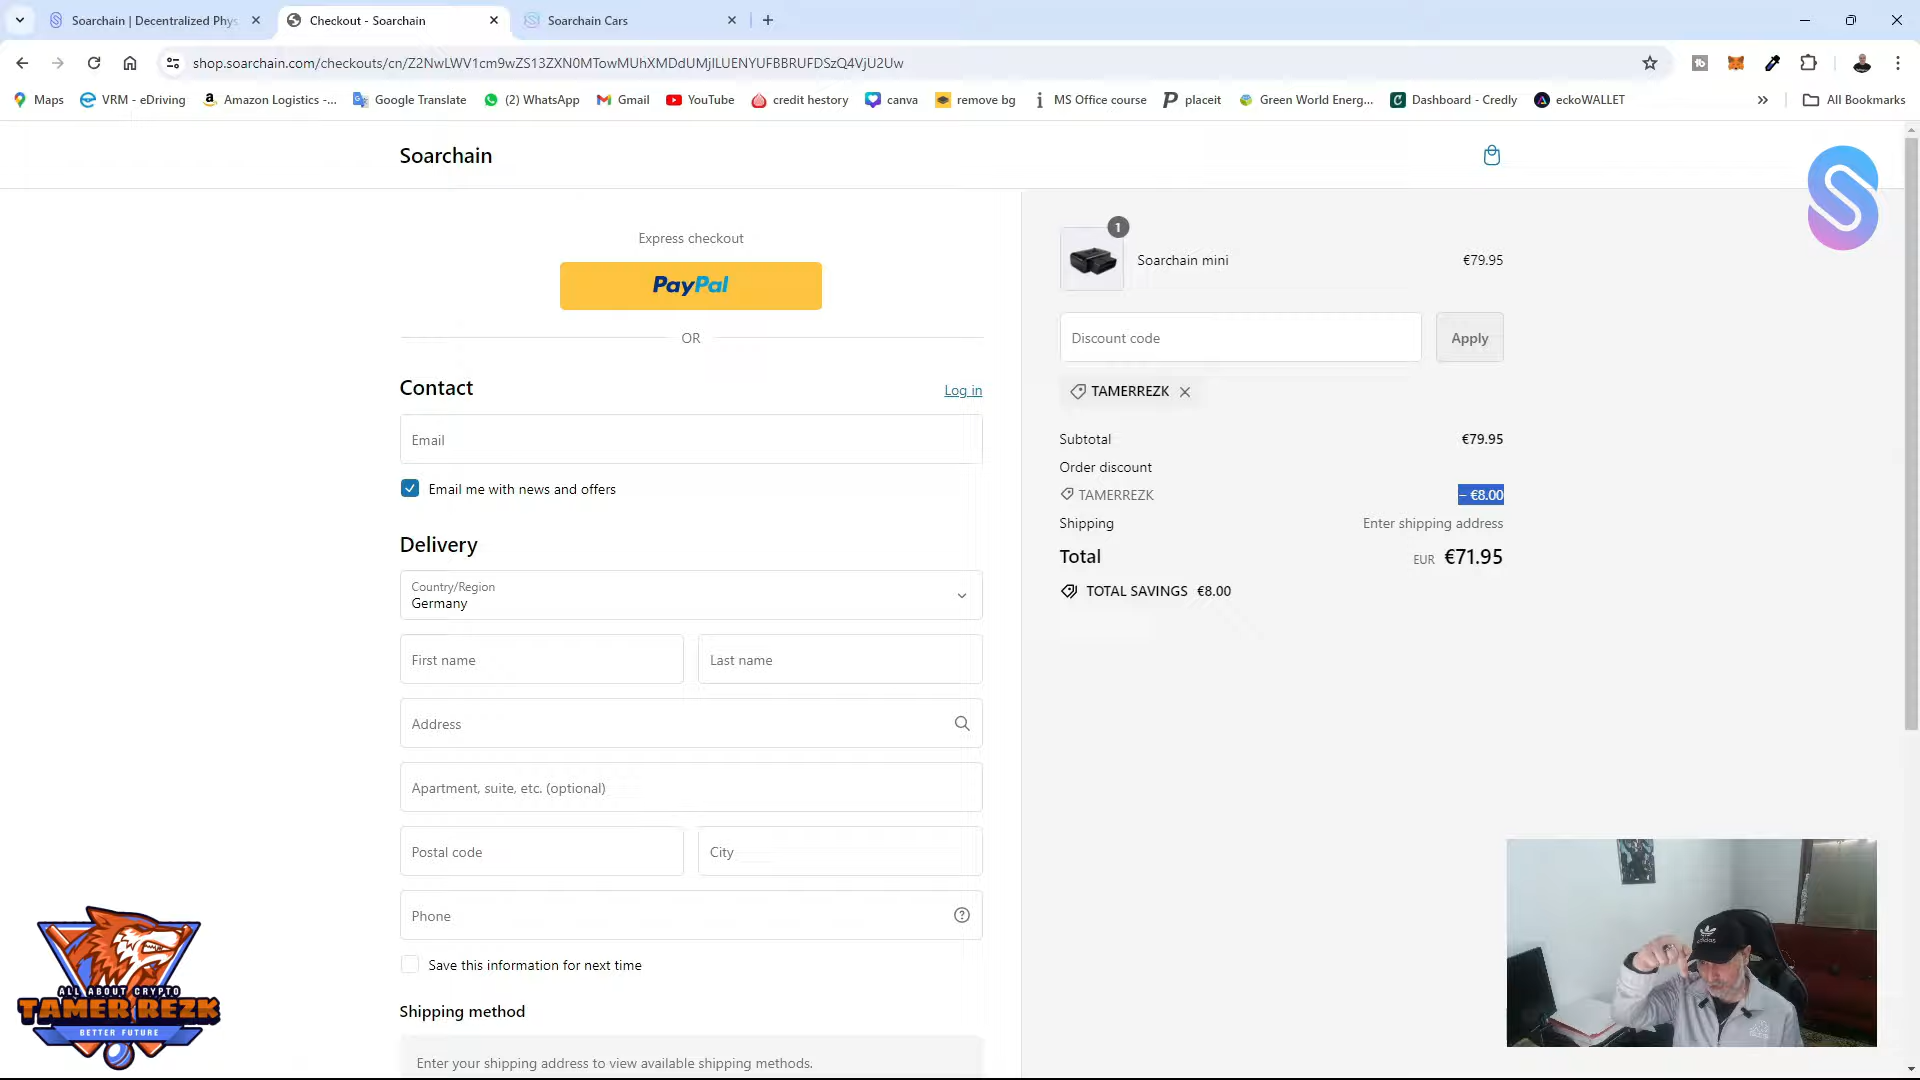 Soarchain | Decentralized Phys
Checkout - Soarchain
Soarchain Cars
shop.soarchain.com/checkouts/cn/Z2NwLWV1cm9wZS13ZXN0MTowMUhXMDdUMjlLUENYUFBBRUFDSzQ4VjU2Uw
Maps
VRM - eDriving
Amazon Logistics -...
Google Translate
(2) WhatsApp
Gmail
YouTube
credit hestory
canva
remove bg
MS Office course
placeit
Green World Energ...
Dashboard - Credly
eckoWALLET
All Bookmarks
Soarchain
Express checkout
PayPal
OR
Contact
Log in
Email
Email me with news and offers
Delivery
Country/Region
Germany
First name
Last name
Address
Apartment, suite, etc. (optional)
Postal code
City
Phone
Save this information for next time
Shipping method
Enter your shipping address to view available shipping methods.
1
Soarchain mini
€79.95
Discount code
Apply
TAMERREZK
Subtotal
€79.95
Order discount
TAMERREZK
– €8.00
Shipping
Enter shipping address
Total
EUR €71.95
TOTAL SAVINGS €8.00
ALL ABOUT CRYPTO
TAMER REZK
BETTER FUTURE
adidas